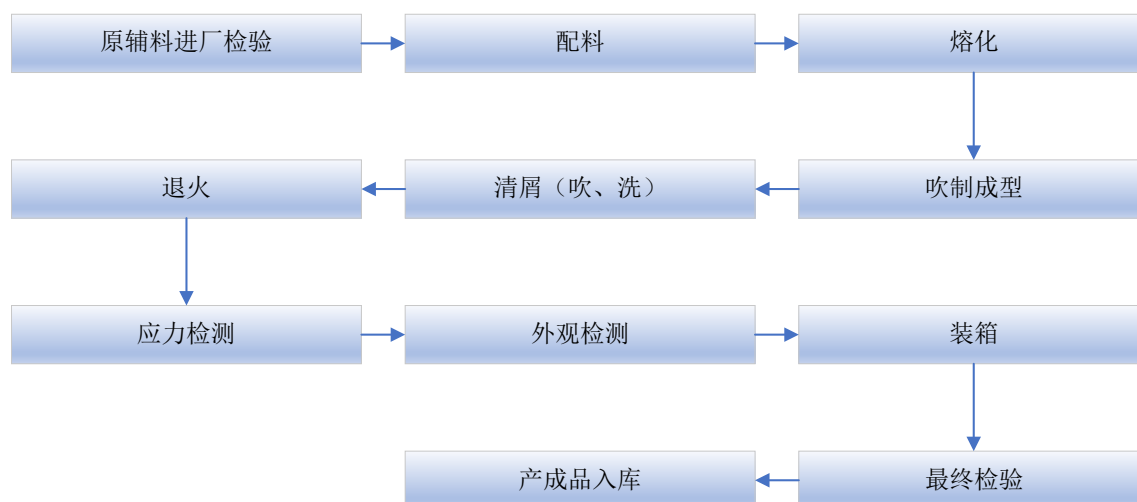 原辅料进厂检验
配料
熔化
退火
清屑（吹、洗）
吹制成型
应力检测
外观检测
装箱
产成品入库
最终检验